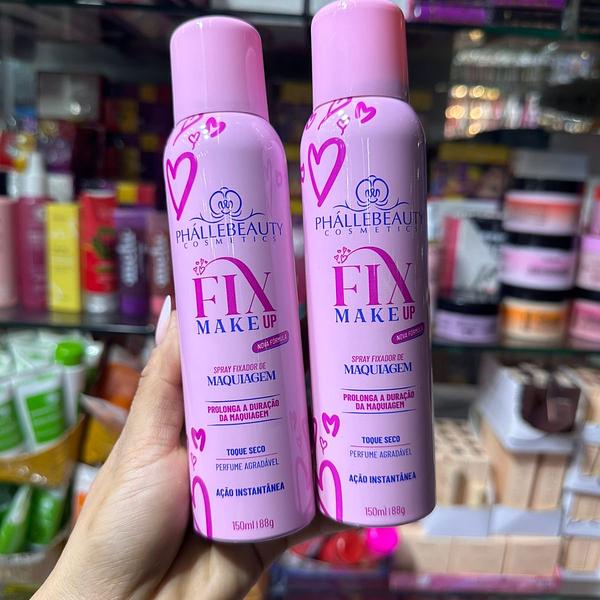 PHÁLLEBEAUTY
COSMETICS
FIX
MAKE UP
NOVA FÓRMULA
SPRAY FIXADOR DE
MAQUIAGEM
PROLONGA A DURAÇÃO
DA MAQUIAGEM
TOQUE SECO
PERFUME AGRADÁVEL
AÇÃO INSTANTÂNEA
150ml | 88g
PHÁLLEBEAUTY
COSMETICS
FIX
MAKE UP
NOVA FÓRMULA
SPRAY FIXADOR DE
MAQUIAGEM
PROLONGA A DURAÇÃO
DA MAQUIAGEM
TOQUE SECO
PERFUME AGRADÁVEL
AÇÃO INSTANTÂNEA
150ml | 88g